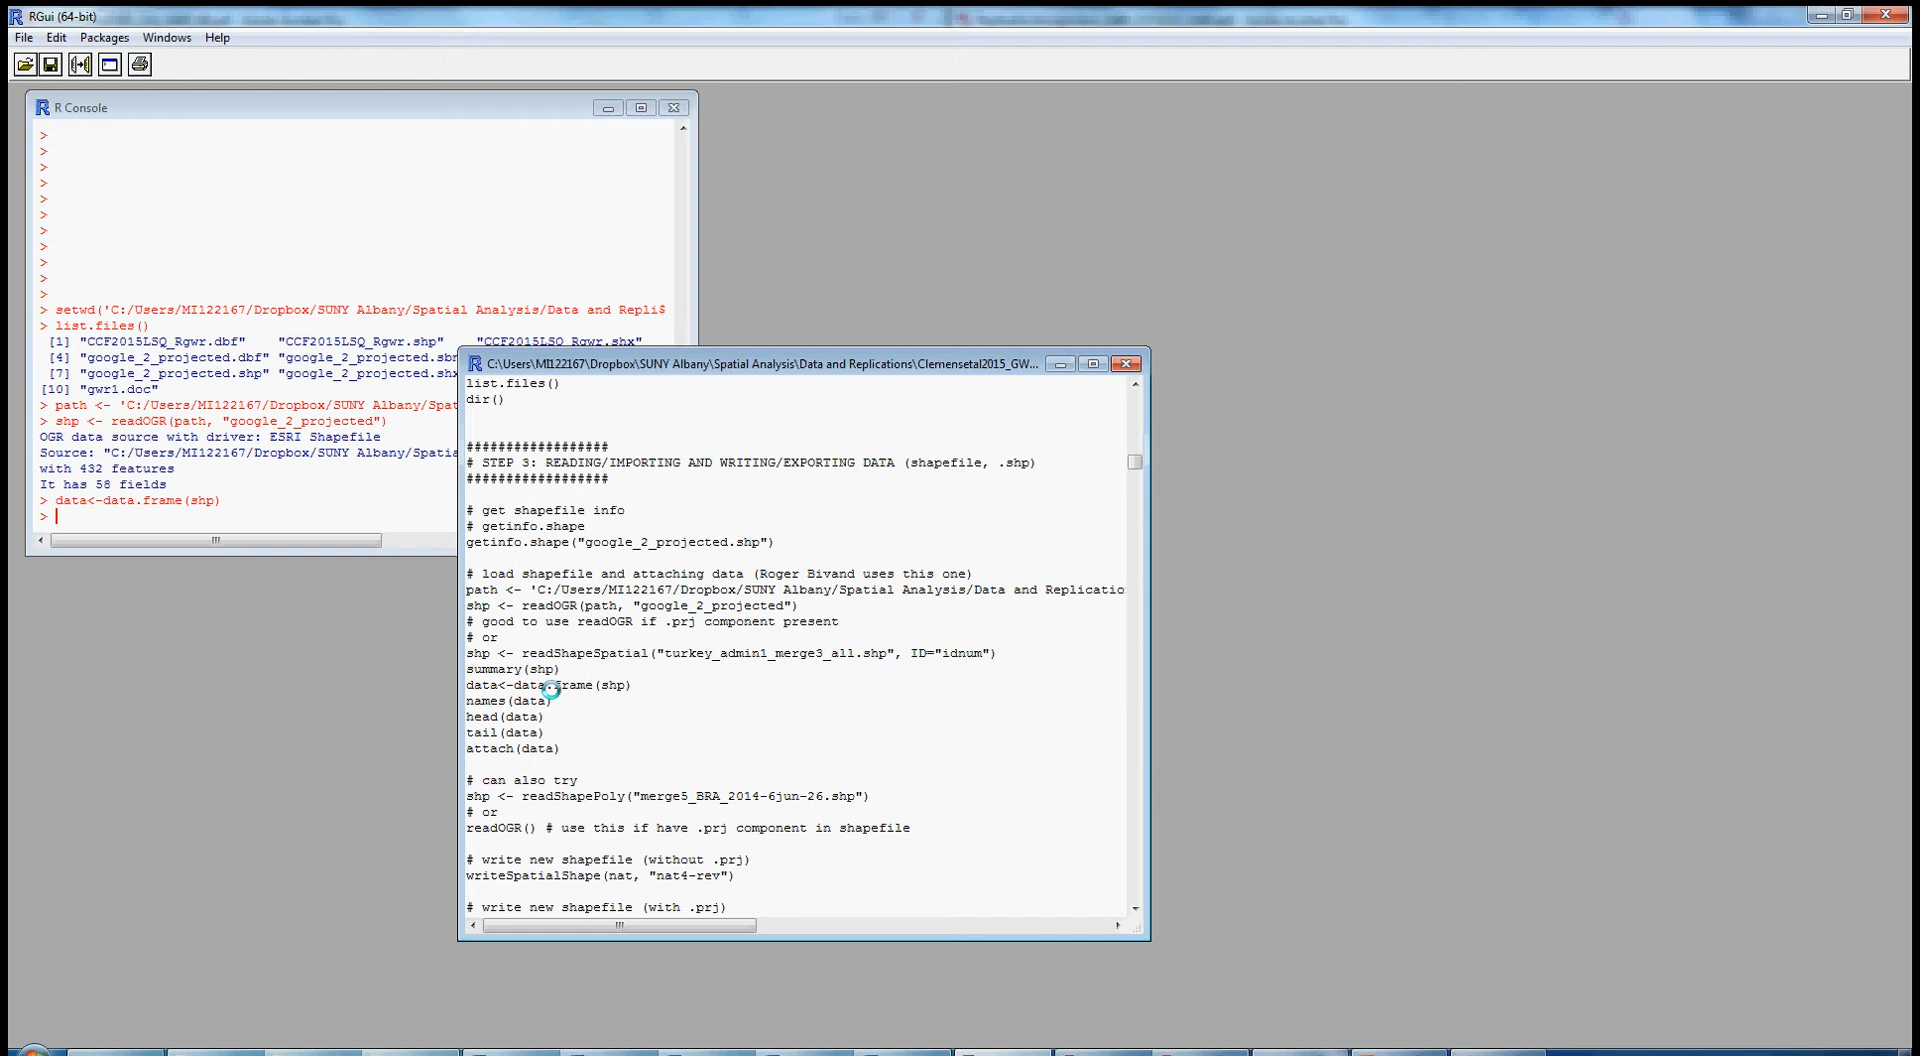 RGui (64-bit)
File Edit Packages Windows Help
R Console
>
>
>
>
>
>
>
>
>
>
>
> setwd('C:/Users/MI122167/Dropbox/SUNY Albany/Spatial Analysis/Data and Repli$
> list.files()
[1] "CCF2015LSQ_Rgwr.dbf" "CCF2015LSQ_Rgwr.shp" "CCF2015LSQ_Rgwr.shx"
[4] "google_2_projected.dbf" "google_2_projected.sbn
[7] "google_2_projected.shp" "google_2_projected.shx
[10] "gwr1.doc"
> path <- 'C:/Users/MI122167/Dropbox/SUNY Albany/Spat
> shp <- readOGR(path, "google_2_projected")
OGR data source with driver: ESRI Shapefile
Source: "C:/Users/MI122167/Dropbox/SUNY Albany/Spatia
with 432 features
It has 58 fields
> data<-data.frame(shp)
>
C:\Users\MI122167\Dropbox\SUNY Albany\Spatial Analysis\Data and Replications\Clemensetal2015_GW...
list.files()
dir()
##################
# STEP 3: READING/IMPORTING AND WRITING/EXPORTING DATA (shapefile, .shp)
##################
# get shapefile info
# getinfo.shape
getinfo.shape("google_2_projected.shp")
# load shapefile and attaching data (Roger Bivand uses this one)
path <- 'C:/Users/MI122167/Dropbox/SUNY Albany/Spatial Analysis/Data and Replicatio
shp <- readOGR(path, "google_2_projected")
# good to use readOGR if .prj component present
# or
shp <- readShapeSpatial("turkey_admin1_merge3_all.shp", ID="idnum")
summary(shp)
data<-data.frame(shp)
names(data)
head(data)
tail(data)
attach(data)
# can also try
shp <- readShapePoly("merge5_BRA_2014-6jun-26.shp")
# or
readOGR() # use this if have .prj component in shapefile
# write new shapefile (without .prj)
writeSpatialShape(nat, "nat4-rev")
# write new shapefile (with .prj)